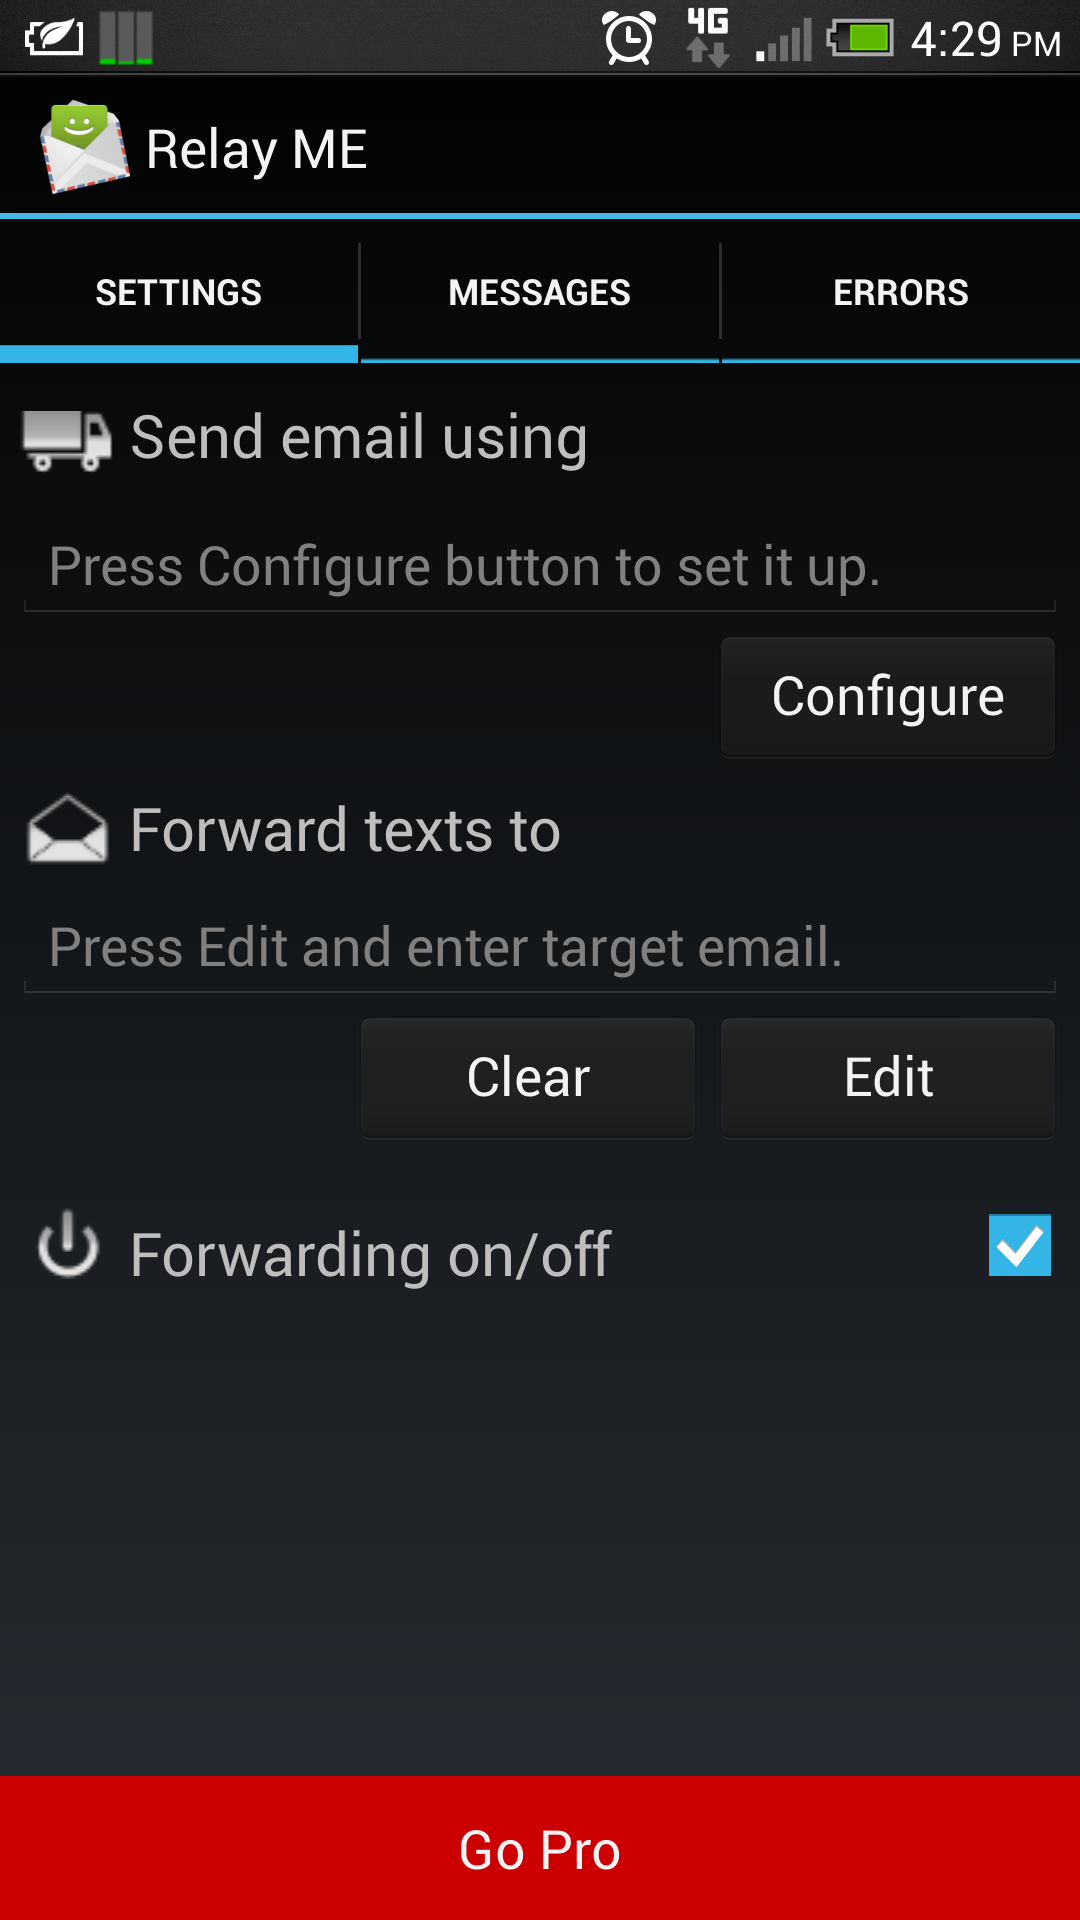 4G 4:29 PM
Relay ME
SETTINGS MESSAGES ERRORS
Send email using
Press Configure button to set it up.
Configure
Forward texts to
Press Edit and enter target email.
Clear Edit
Forwarding on/off
Go Pro